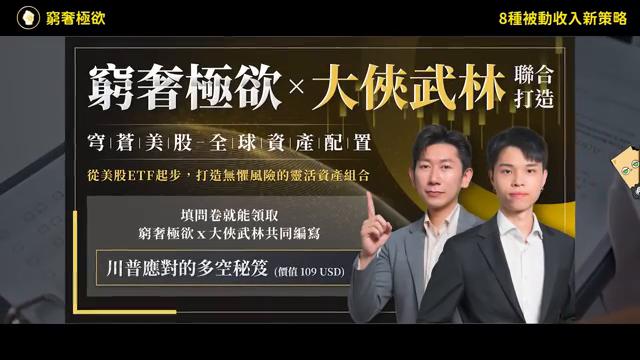 窮奢極欲
8種被動收入新策略
窮奢極欲×大俠武林 聯合打造
穹|蒼|美|股|-|全|球|資|產|配|置
從美股ETF起步，打造無懼風險的靈活資產組合
填問卷就能領取
窮奢極欲 x 大俠武林共同編寫
川普應對的多空秘笈 (價值 109 USD)